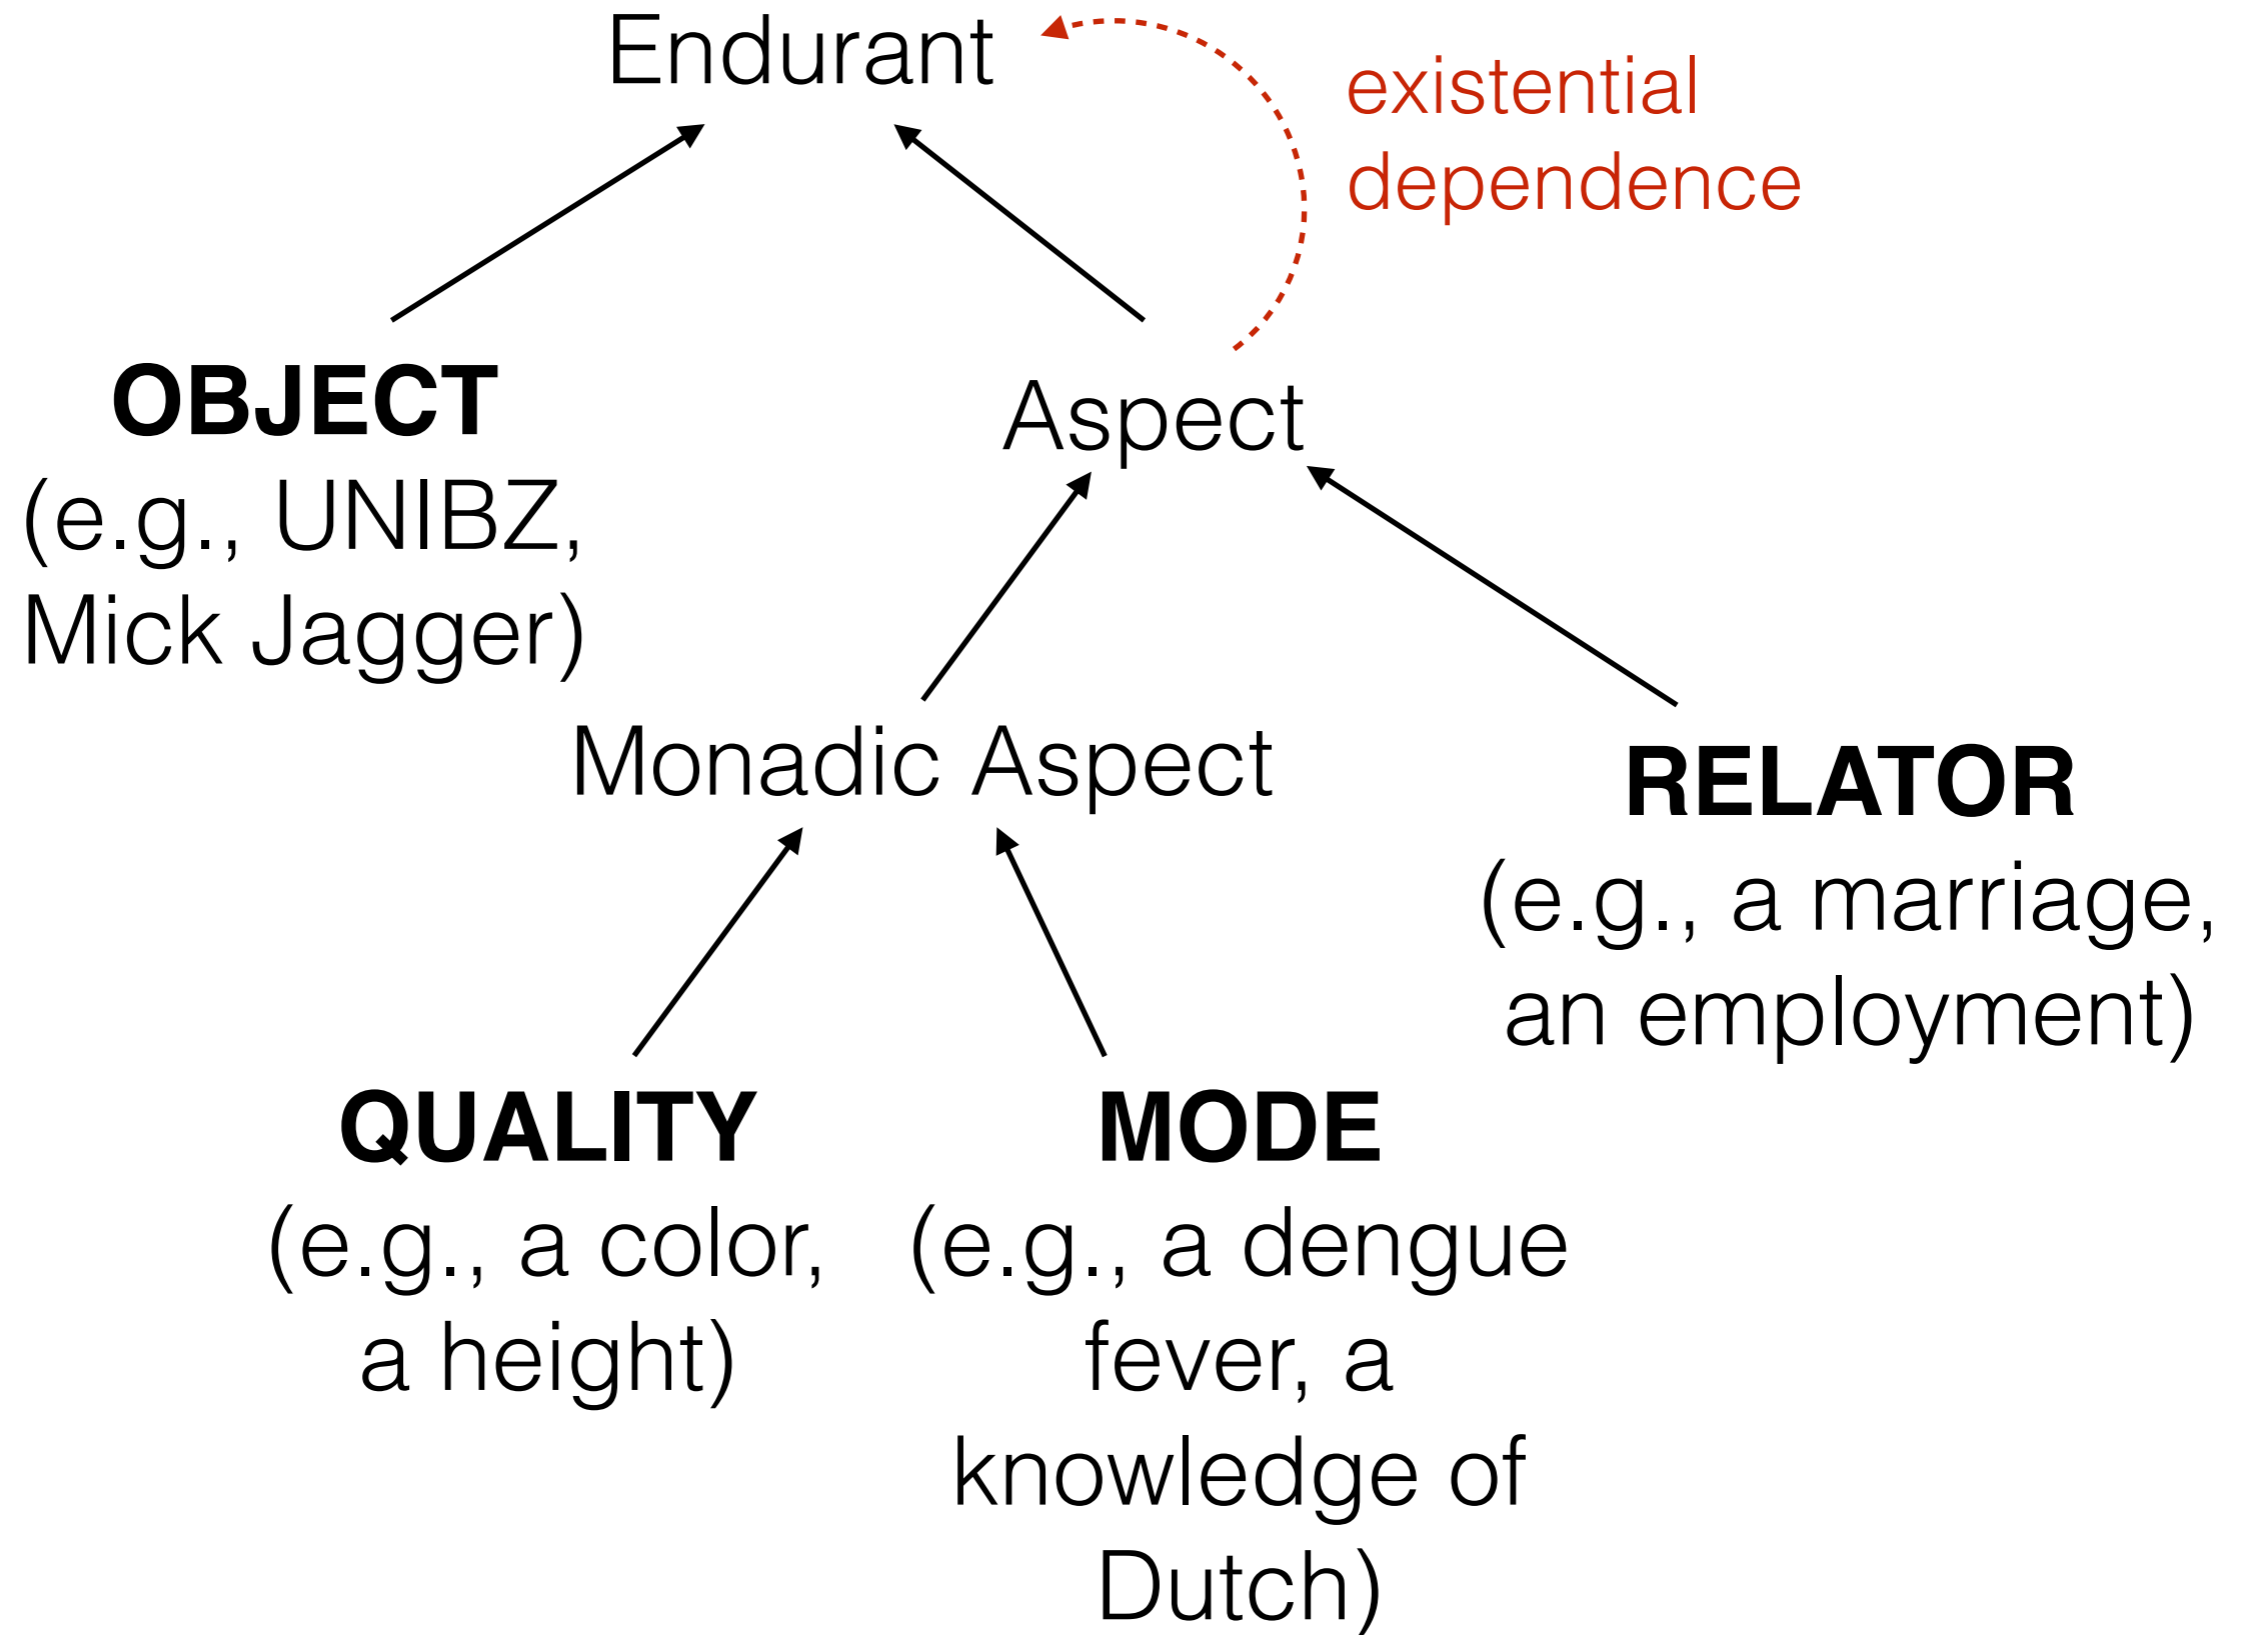 Endurant
existential
dependence
OBJECT
(e.g., UNIBZ,
Mick Jagger)
Aspect
Monadic Aspect
RELATOR
(e.g., a marriage,
an employment)
QUALITY
(e.g., a color,
a height)
MODE
(e.g., a dengue
fever, a
knowledge of
Dutch)